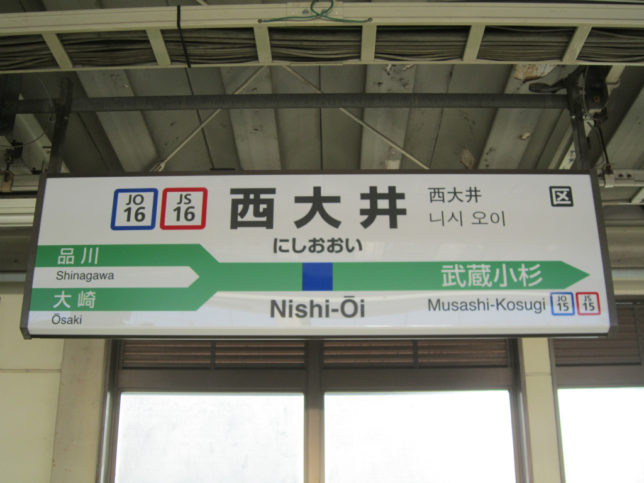 JO 16
JS 16
西大井
西大井
니시 오이
区
にしおおい
品川
Shinagawa
大崎
Ōsaki
Nishi-Ōi
武蔵小杉
Musashi-Kosugi
JO 15
JS 15